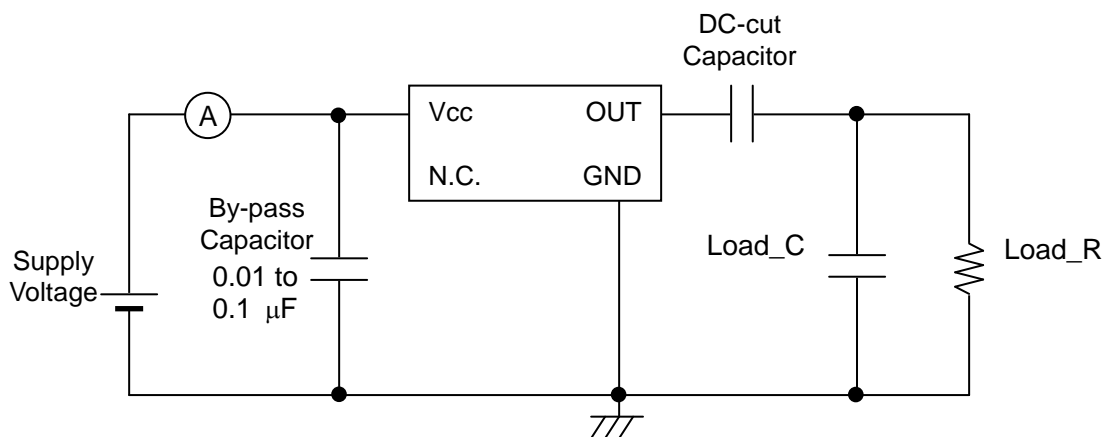 DC-cut
Capacitor
A
Vcc
OUT
N.C.
GND
By-pass
Capacitor
0.01 to
0.1 μF
Supply
Voltage
Load_C
Load_R